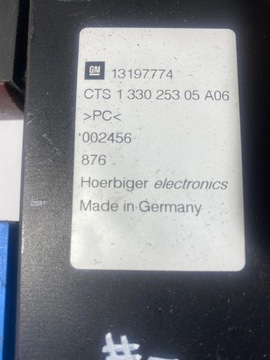 GM 13197774
CTS 1 330 253 05 A06
>PC<
002456
876
Hoerbiger electronics
Made in Germany
#